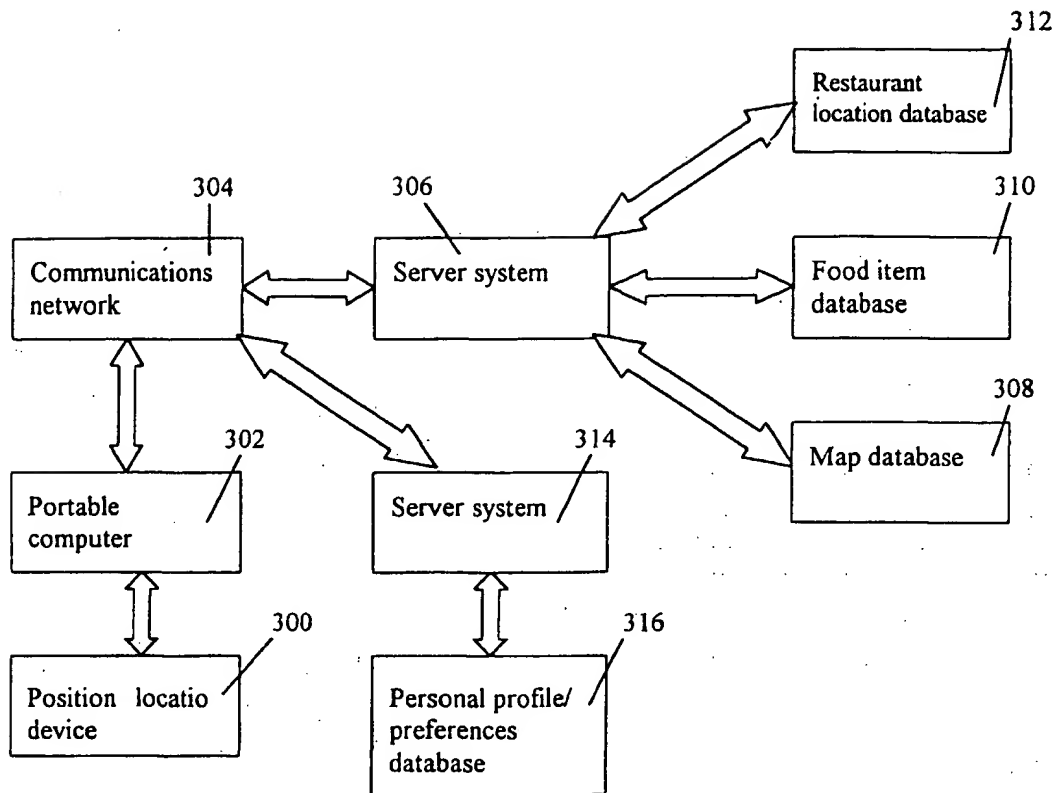 312
Restaurant
location database
304
306
310
Communications
network
Server system
Food item
database
302
314
308
Portable
computer
Server system
Map database
300
316
Position locatio
device
Personal profile/
preferences
database